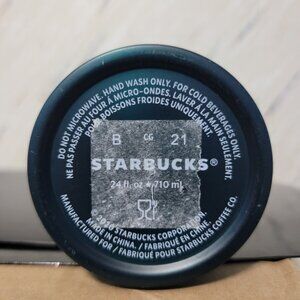 DO NOT MICROWAVE. HAND WASH ONLY. FOR COLD BEVERAGES ONLY.
NE PAS PASSER AU FOUR À MICRO-ONDES. LAVER À LA MAIN SEULEMENT.
POUR BOISSONS FROIDES UNIQUEMENT.
B CG 21
STARBUCKS®
24 fl. oz • 710 ml
STARBUCKS CORPORATION.
MADE IN CHINA. / FABRIQUÉ EN CHINE.
MANUFACTURED FOR / FABRIQUÉ POUR STARBUCKS COFFEE CO.